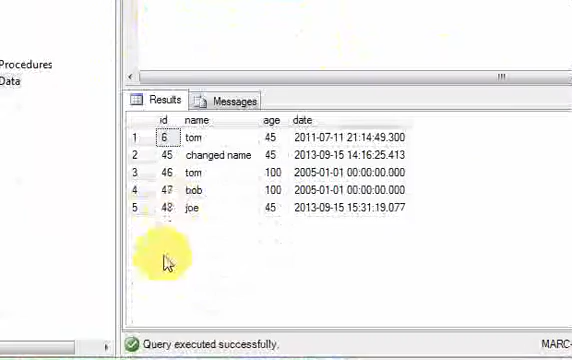 Procedures
Data
Results Messages
id name age date
1 6 tom 45 2011-07-11 21:14:49.300
2 45 changed name 45 2013-09-15 14:16:25.413
3 46 tom 100 2005-01-01 00:00:00.000
4 47 bob 100 2005-01-01 00:00:00.000
5 48 joe 45 2013-09-15 15:31:19.077
Query executed successfully. MARC-